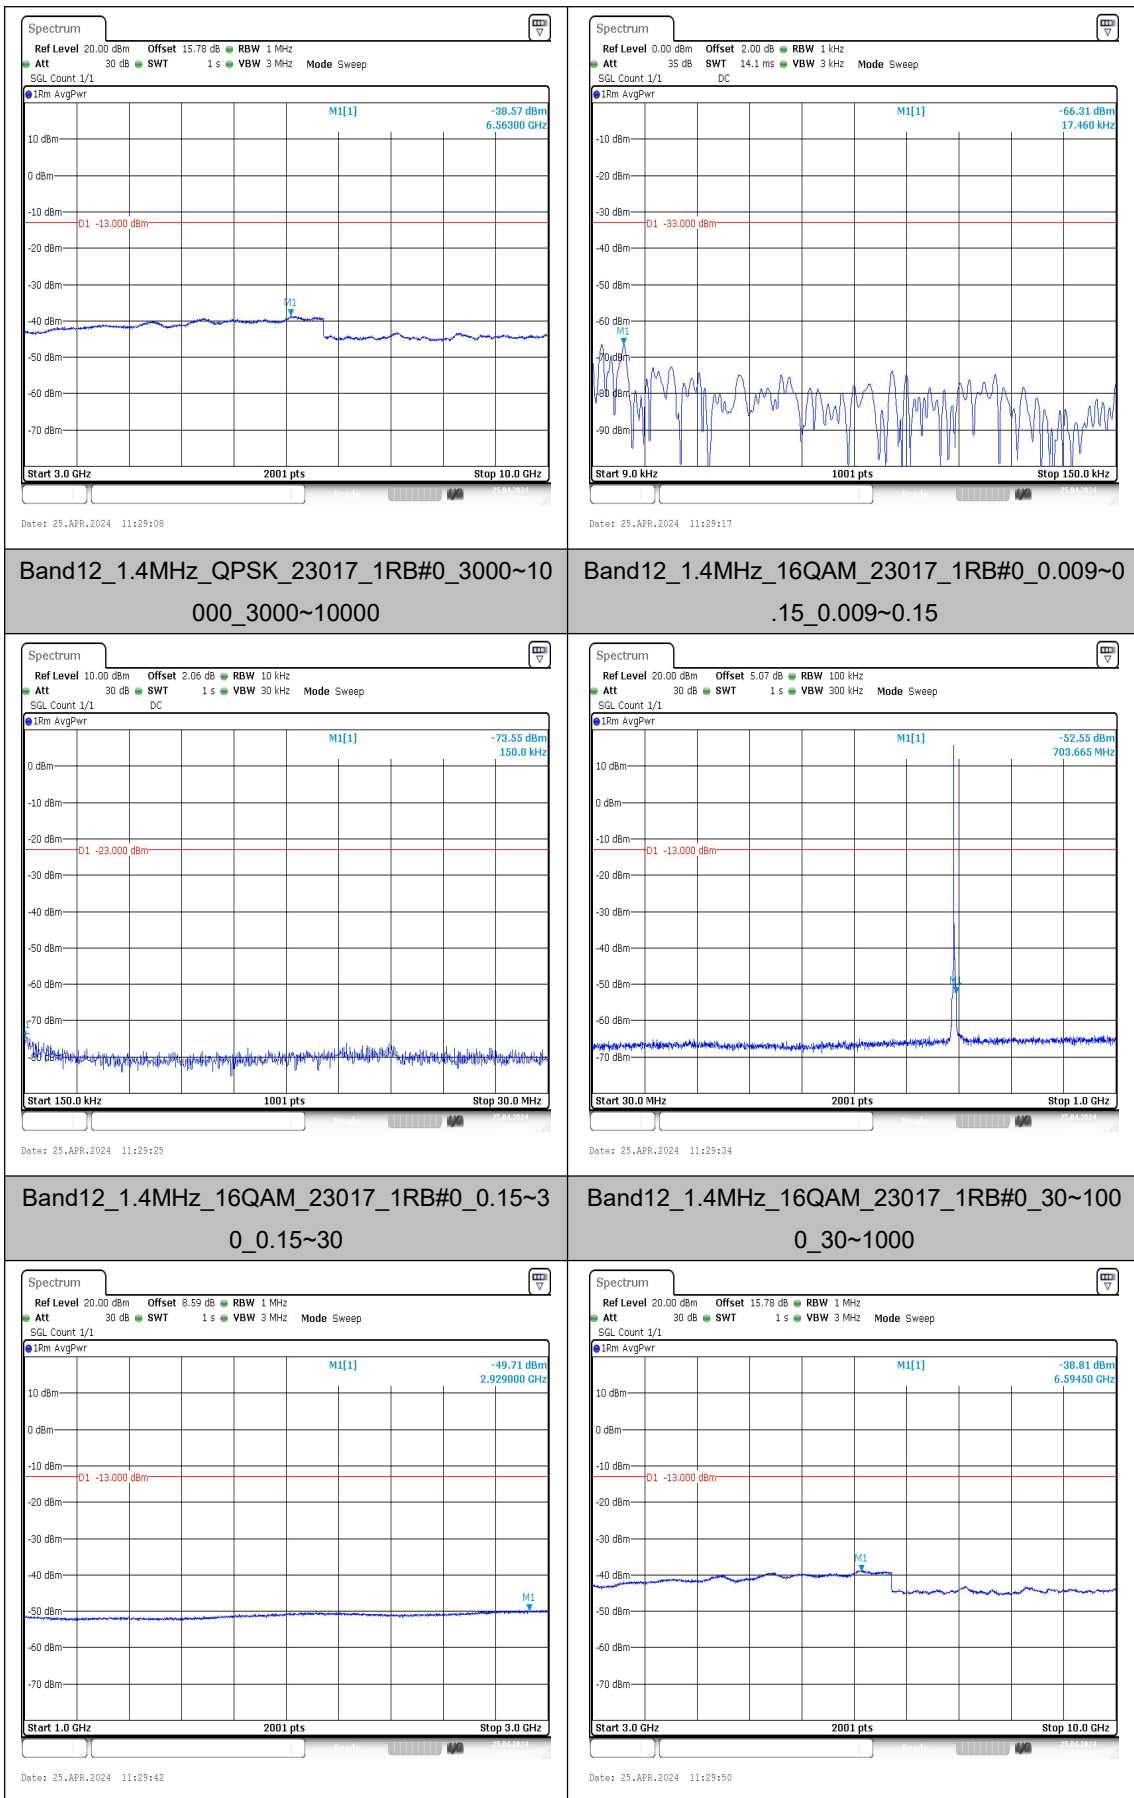 Spectrum
Ref Level 20.00 dBm Offset 15.78 dB RBW 1 MHz
Att 30 dB SWT 1 s VBW 3 MHz Mode Sweep
SGL Count 1/1
1Rm AvgPwr
M1[1] -38.57 dBm
6.56300 GHz
10 dBm
0 dBm
-10 dBm
D1 -13.000 dBm
-20 dBm
-30 dBm
M1
-40 dBm
-50 dBm
-60 dBm
-70 dBm
Start 3.0 GHz 2001 pts Stop 10.0 GHz
Date: 25.APR.2024 11:29:08
Spectrum
Ref Level 0.00 dBm Offset 2.00 dB RBW 1 kHz
Att 35 dB SWT 14.1 ms VBW 3 kHz Mode Sweep
SGL Count 1/1 DC
1Rm AvgPwr
M1[1] -66.31 dBm
17.460 kHz
-10 dBm
-20 dBm
-30 dBm
D1 -33.000 dBm
-40 dBm
-50 dBm
-60 dBm
M1
-70 dBm
-80 dBm
-90 dBm
Start 9.0 kHz 1001 pts Stop 150.0 kHz
Date: 25.APR.2024 11:29:17
Band12_1.4MHz_QPSK_23017_1RB#0_3000~10
000_3000~10000
Band12_1.4MHz_16QAM_23017_1RB#0_0.009~0
.15_0.009~0.15
Spectrum
Ref Level 10.00 dBm Offset 2.06 dB RBW 10 kHz
Att 30 dB SWT 1 s VBW 30 kHz Mode Sweep
SGL Count 1/1 DC
1Rm AvgPwr
M1[1] -73.55 dBm
150.0 kHz
0 dBm
-10 dBm
-20 dBm
D1 -23.000 dBm
-30 dBm
-40 dBm
-50 dBm
-60 dBm
-70 dBm
-80 dBm
Start 150.0 kHz 1001 pts Stop 30.0 MHz
Date: 25.APR.2024 11:29:25
Spectrum
Ref Level 20.00 dBm Offset 5.07 dB RBW 100 kHz
Att 30 dB SWT 1 s VBW 300 kHz Mode Sweep
SGL Count 1/1
1Rm AvgPwr
M1[1] -52.55 dBm
703.665 MHz
10 dBm
0 dBm
-10 dBm
D1 -13.000 dBm
-20 dBm
-30 dBm
-40 dBm
-50 dBm
-60 dBm
-70 dBm
Start 30.0 MHz 2001 pts Stop 1.0 GHz
Date: 25.APR.2024 11:29:34
Band12_1.4MHz_16QAM_23017_1RB#0_0.15~3
0_0.15~30
Band12_1.4MHz_16QAM_23017_1RB#0_30~100
0_30~1000
Spectrum
Ref Level 20.00 dBm Offset 8.59 dB RBW 1 MHz
Att 30 dB SWT 1 s VBW 3 MHz Mode Sweep
SGL Count 1/1
1Rm AvgPwr
M1[1] -49.71 dBm
2.929000 GHz
10 dBm
0 dBm
-10 dBm
D1 -13.000 dBm
-20 dBm
-30 dBm
-40 dBm
-50 dBm
M1
-60 dBm
-70 dBm
Start 1.0 GHz 2001 pts Stop 3.0 GHz
Date: 25.APR.2024 11:29:42
Spectrum
Ref Level 20.00 dBm Offset 15.78 dB RBW 1 MHz
Att 30 dB SWT 1 s VBW 3 MHz Mode Sweep
SGL Count 1/1
1Rm AvgPwr
M1[1] -38.81 dBm
6.59450 GHz
10 dBm
0 dBm
-10 dBm
D1 -13.000 dBm
-20 dBm
-30 dBm
M1
-40 dBm
-50 dBm
-60 dBm
-70 dBm
Start 3.0 GHz 2001 pts Stop 10.0 GHz
Date: 25.APR.2024 11:29:50